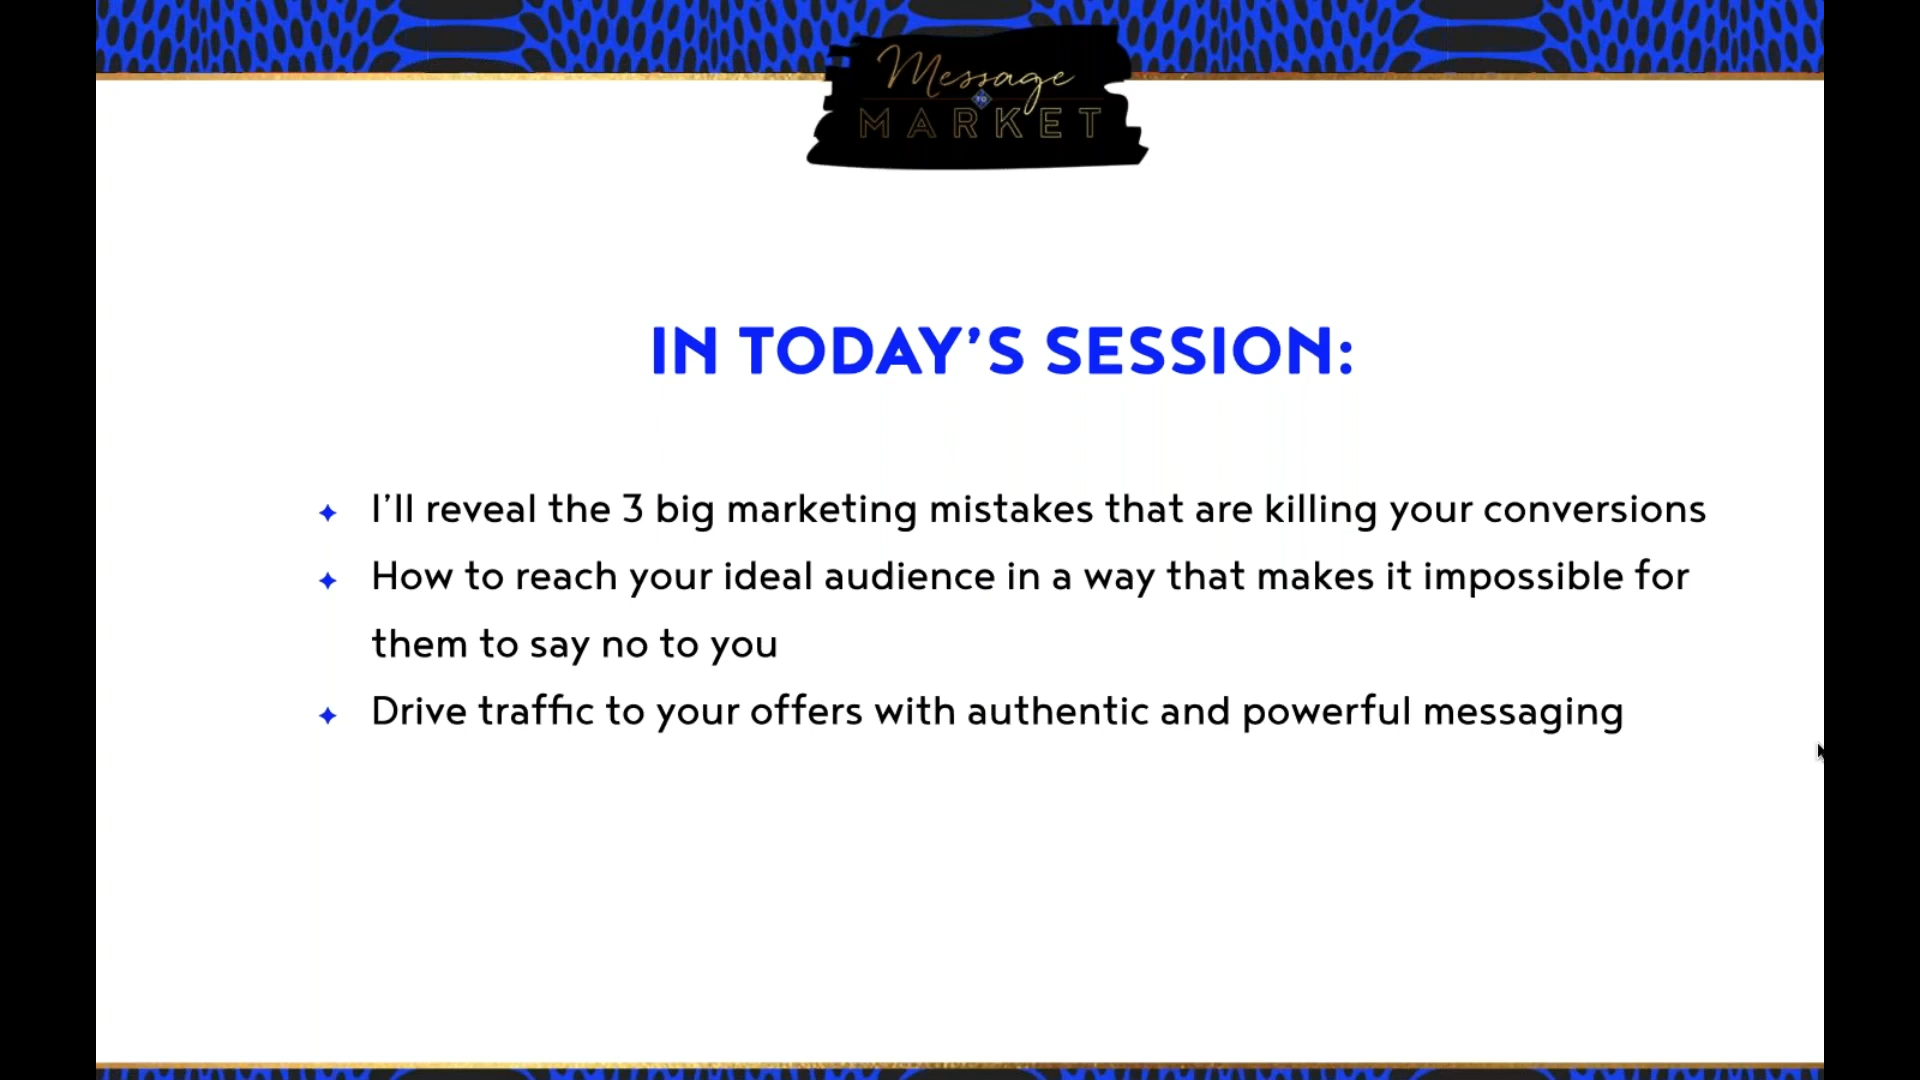 Message
TO
MARKET
IN TODAY’S SESSION:
I’ll reveal the 3 big marketing mistakes that are killing your conversions
How to reach your ideal audience in a way that makes it impossible for
them to say no to you
Drive traffic to your offers with authentic and powerful messaging